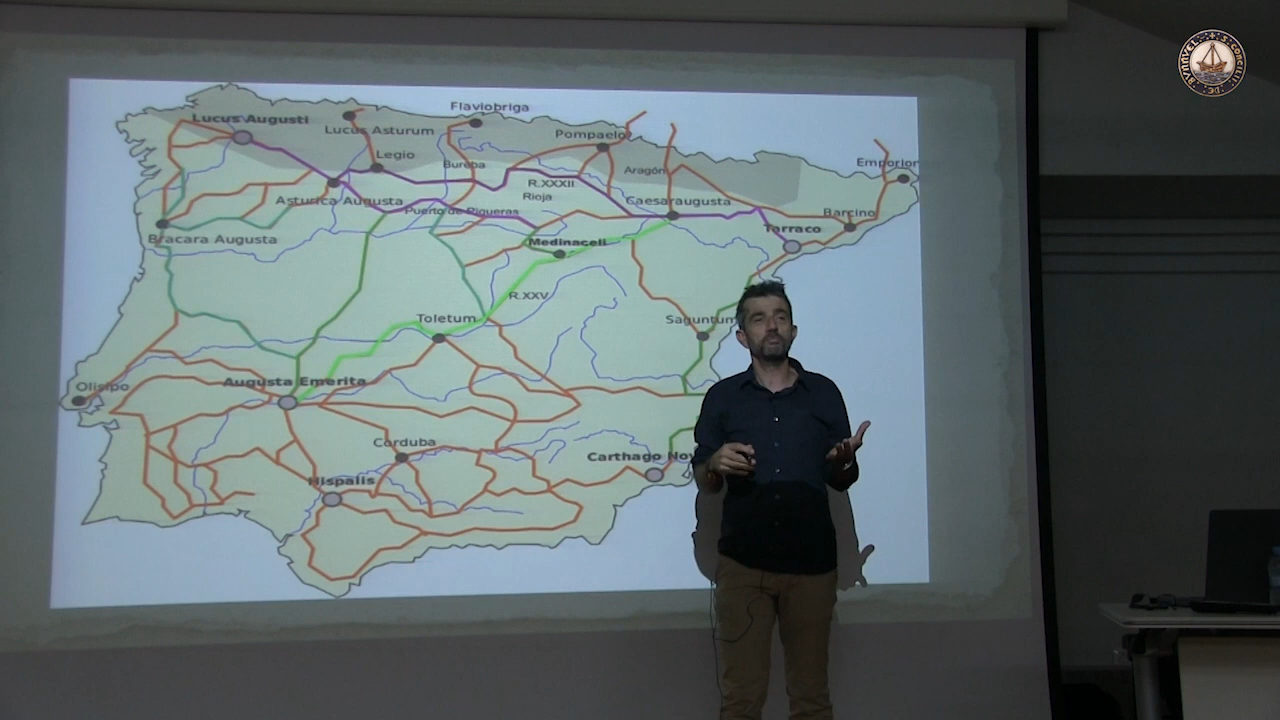 Flaviobriga
Lucus Augusti
Lucus Asturum
Pompaelo
Legio
Bureba
Aragón
Emporion
R.XXXII
Rioja
Asturica Augusta
Puerto de Piqueras
Caesaraugusta
Barcino
Tarraco
Bracara Augusta
Medinaceli
R.XXV
Toletum
Saguntum
Olisipo
Augusta Emerita
Corduba
Carthago Nov
Hispalis